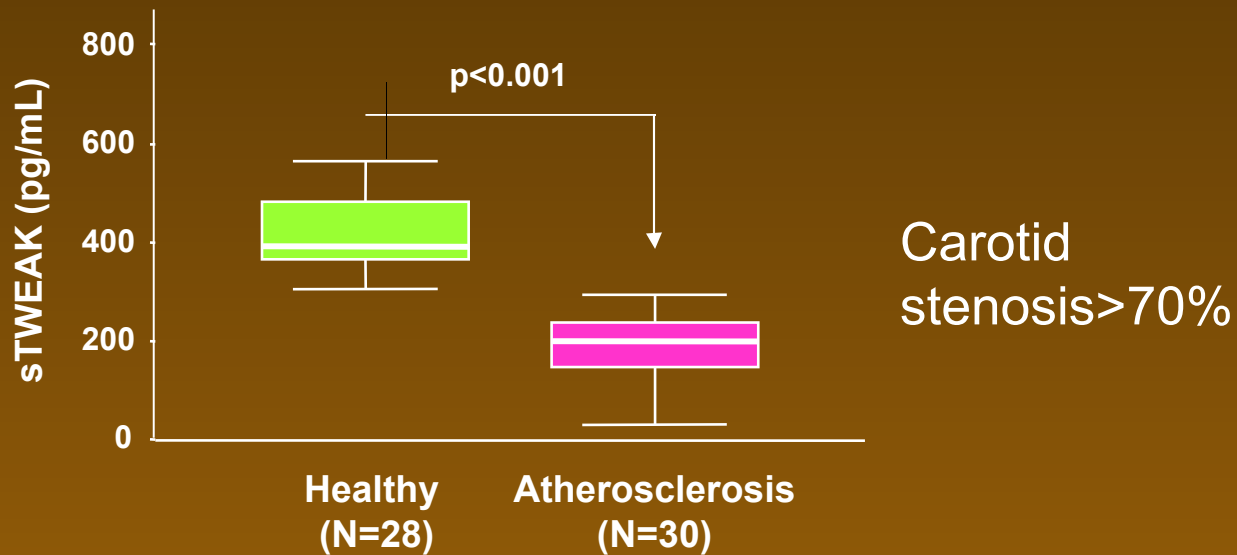 800
600
400
200
0
sTWEAK (pg/mL)
p<0.001
Healthy
(N=28)
Atherosclerosis
(N=30)
Carotid
stenosis>70%